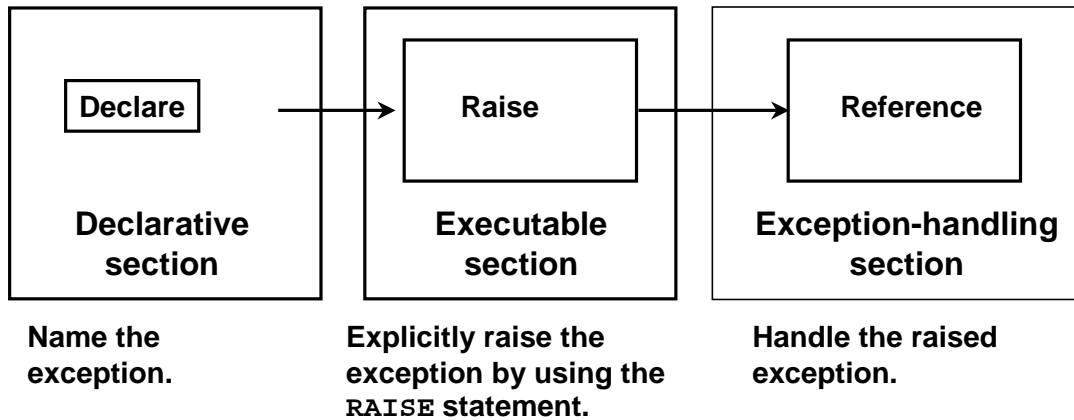 Declare
Raise
Reference
Declarative
section
Executable
section
Exception-handling
section
Name the
exception.
Explicitly raise the
exception by using the
RAISE statement.
Handle the raised
exception.